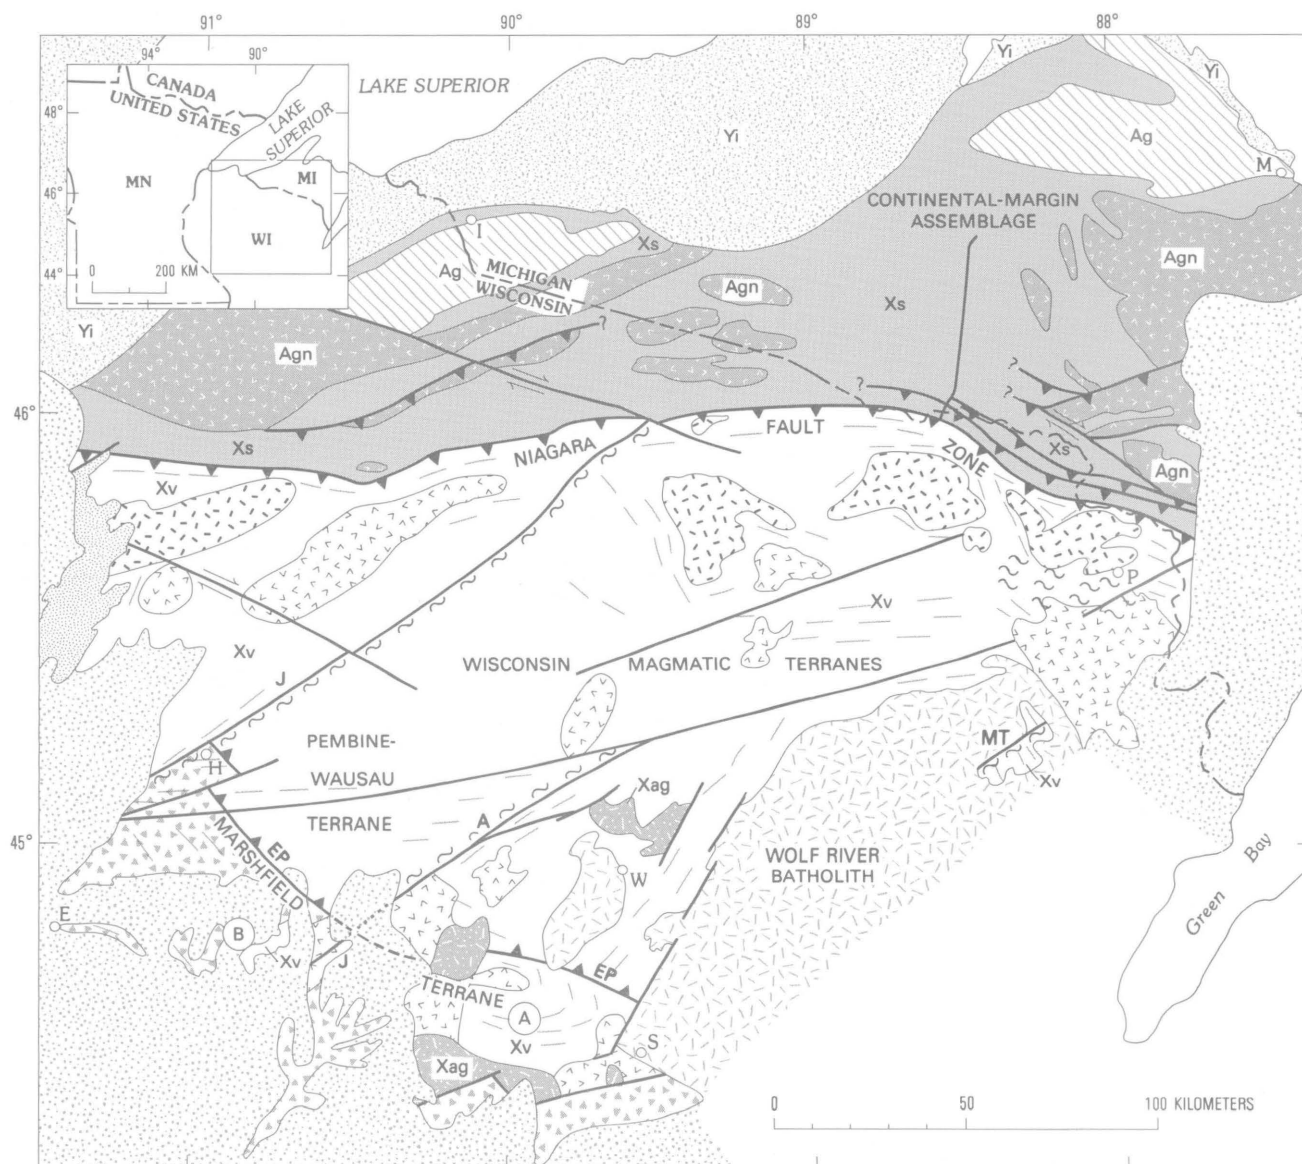 91°
90°
89°
88°
94°
90°
48°
46°
44°
CANADA
UNITED STATES
LAKE
SUPERIOR
MN
MI
WI
0 200 KM
LAKE SUPERIOR
Yi
Yi
Yi
Ag
M
CONTINENTAL-MARGIN
ASSEMBLAGE
I
Xs
Ag
MICHIGAN
WISCONSIN
Agn
Agn
Xs
Yi
Agn
?
?
?
?
46°
Xs
NIAGARA
FAULT
ZONE
Xs
Agn
Xv
P
Xv
Xv
WISCONSIN MAGMATIC TERRANES
J
PEMBINE-
WAUSAU
TERRANE
H
MT
Xv
Xag
A
45°
MARSHFIELD
EP
W
WOLF RIVER
BATHOLITH
Green Bay
E
B
Xv
J
EP
TERRANE
A
Xv
S
Xag
0 50 100 KILOMETERS